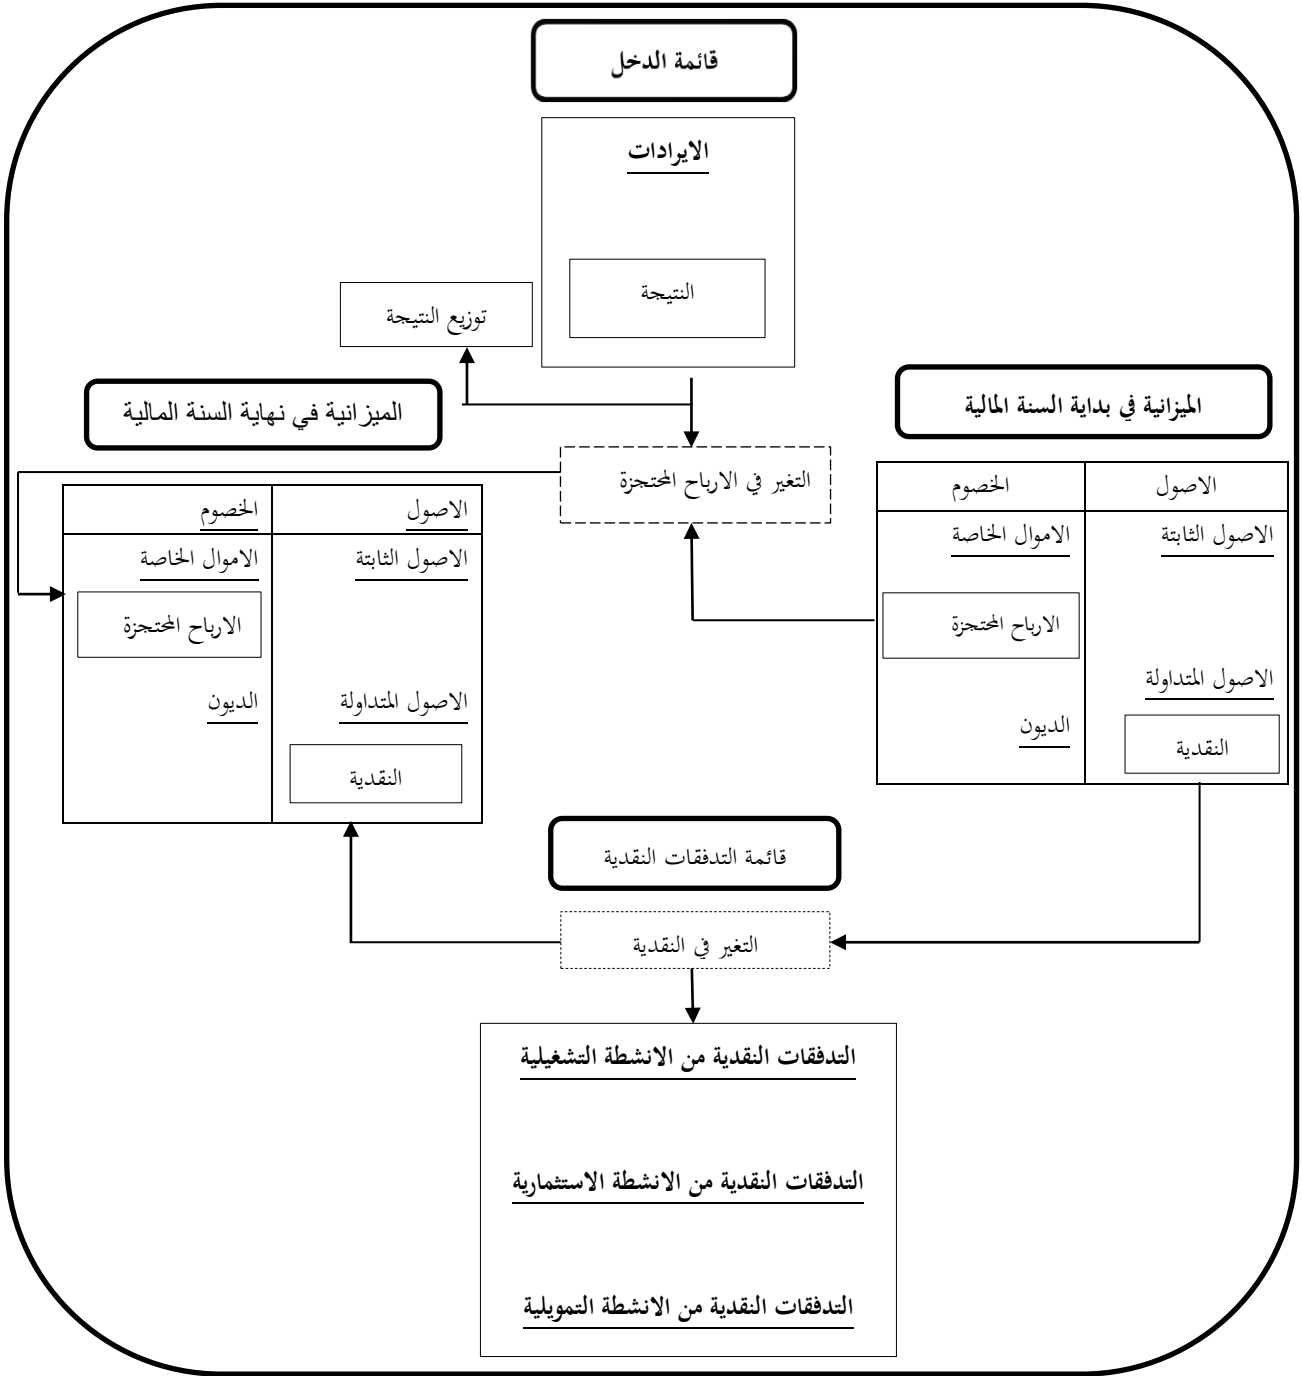 قائمة الدخل
الايرادات
النتيجة
توزيع النتيجة
الميزانية في بداية السنة المالية
الميزانية في نهاية السنة المالية
التغير في الارباح المحتجزة
الاصول
الخصوم
الاصول الثابتة
الاموال الخاصة
الارباح المحتجزة
الاصول المتداولة
الديون
النقدية
الاصول
الخصوم
الاصول الثابتة
الاموال الخاصة
الارباح المحتجزة
الاصول المتداولة
الديون
النقدية
قائمة التدفقات النقدية
التغير في النقدية
التدفقات النقدية من الانشطة التشغيلية
التدفقات النقدية من الانشطة الاستثمارية
التدفقات النقدية من الانشطة التمويلية